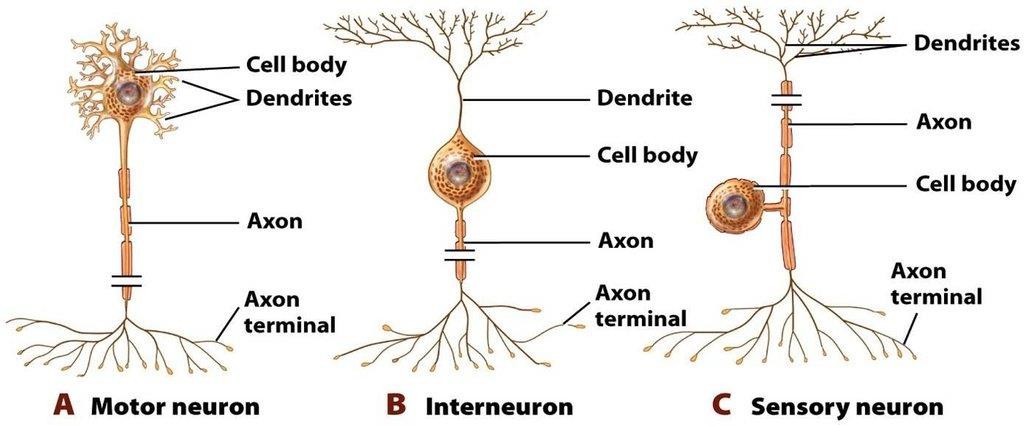 Cell body
Dendrites
Axon
Axon
terminal
A Motor neuron
Dendrite
Cell body
Axon
Axon
terminal
B Interneuron
Dendrites
Axon
Cell body
Axon
terminal
C Sensory neuron